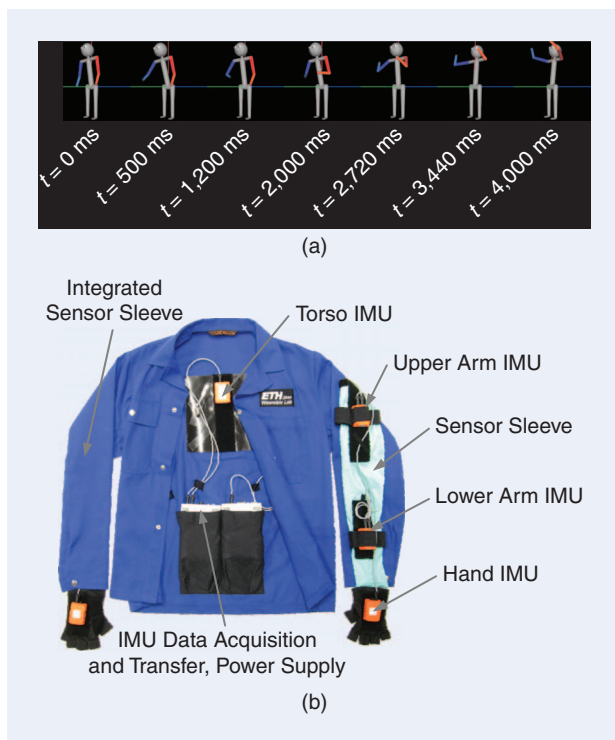 t = 0 ms
t = 500 ms
t = 1,200 ms
t = 2,000 ms
t = 2,720 ms
t = 3,440 ms
t = 4,000 ms
(a)
Integrated
Sensor Sleeve
Torso IMU
Upper Arm IMU
ETH
Wearable Lab
Sensor Sleeve
Lower Arm IMU
Hand IMU
IMU Data Acquisition
and Transfer, Power Supply
(b)